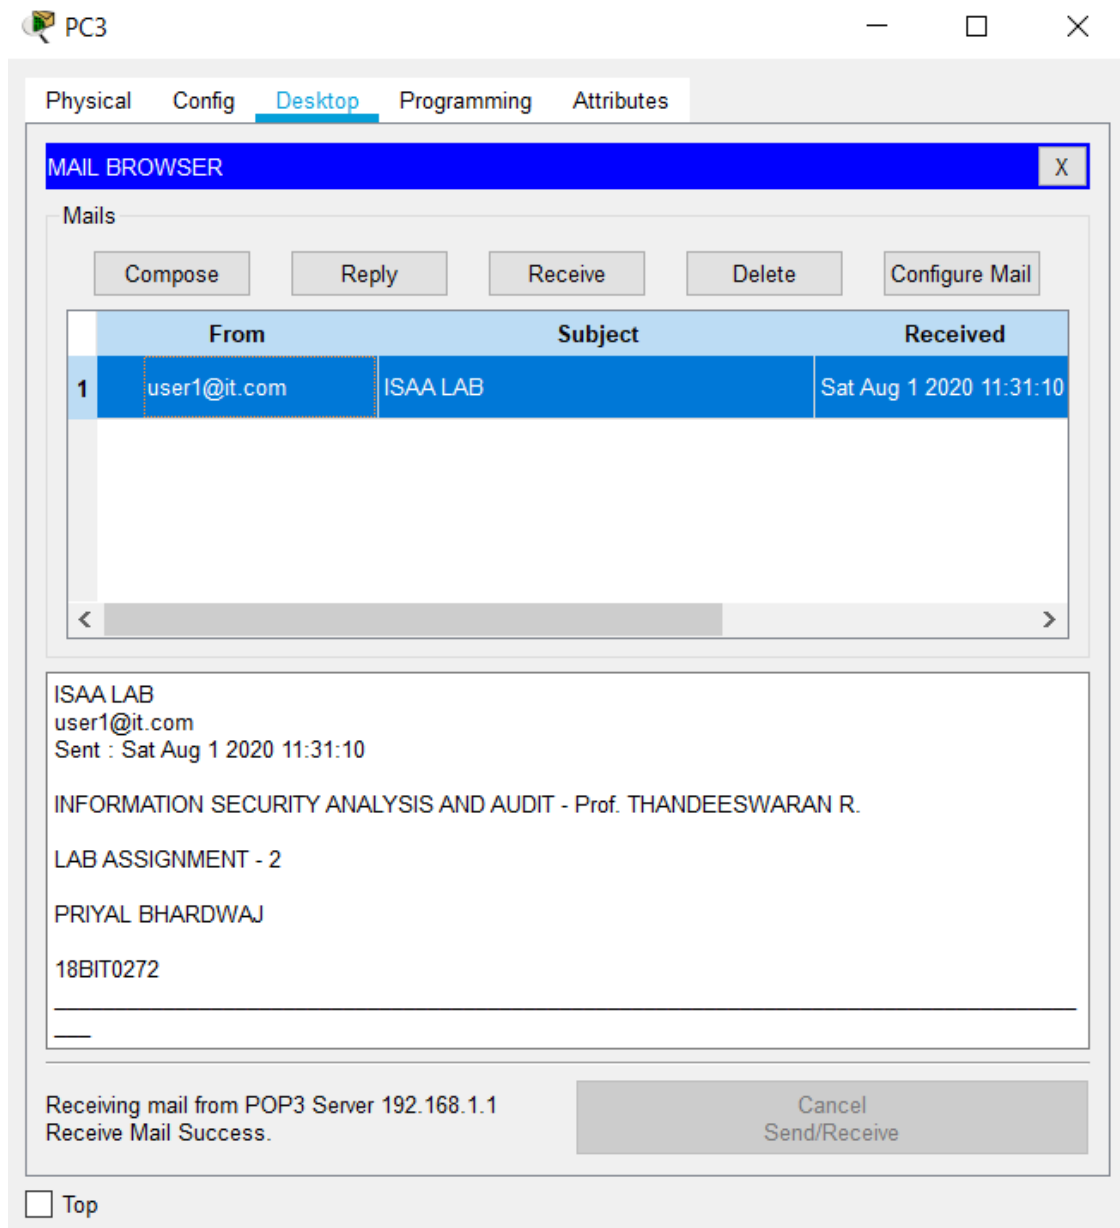 PC3
Physical Config Desktop Programming Attributes
MAIL BROWSER X
Mails
Compose Reply Receive Delete Configure Mail
From Subject Received
1 user1@it.com ISAA LAB Sat Aug 1 2020 11:31:10
ISAA LAB
user1@it.com
Sent : Sat Aug 1 2020 11:31:10
INFORMATION SECURITY ANALYSIS AND AUDIT - Prof. THANDEESWARAN R.
LAB ASSIGNMENT - 2
PRIYAL BHARDWAJ
18BIT0272
Receiving mail from POP3 Server 192.168.1.1
Receive Mail Success.
Cancel
Send/Receive
Top